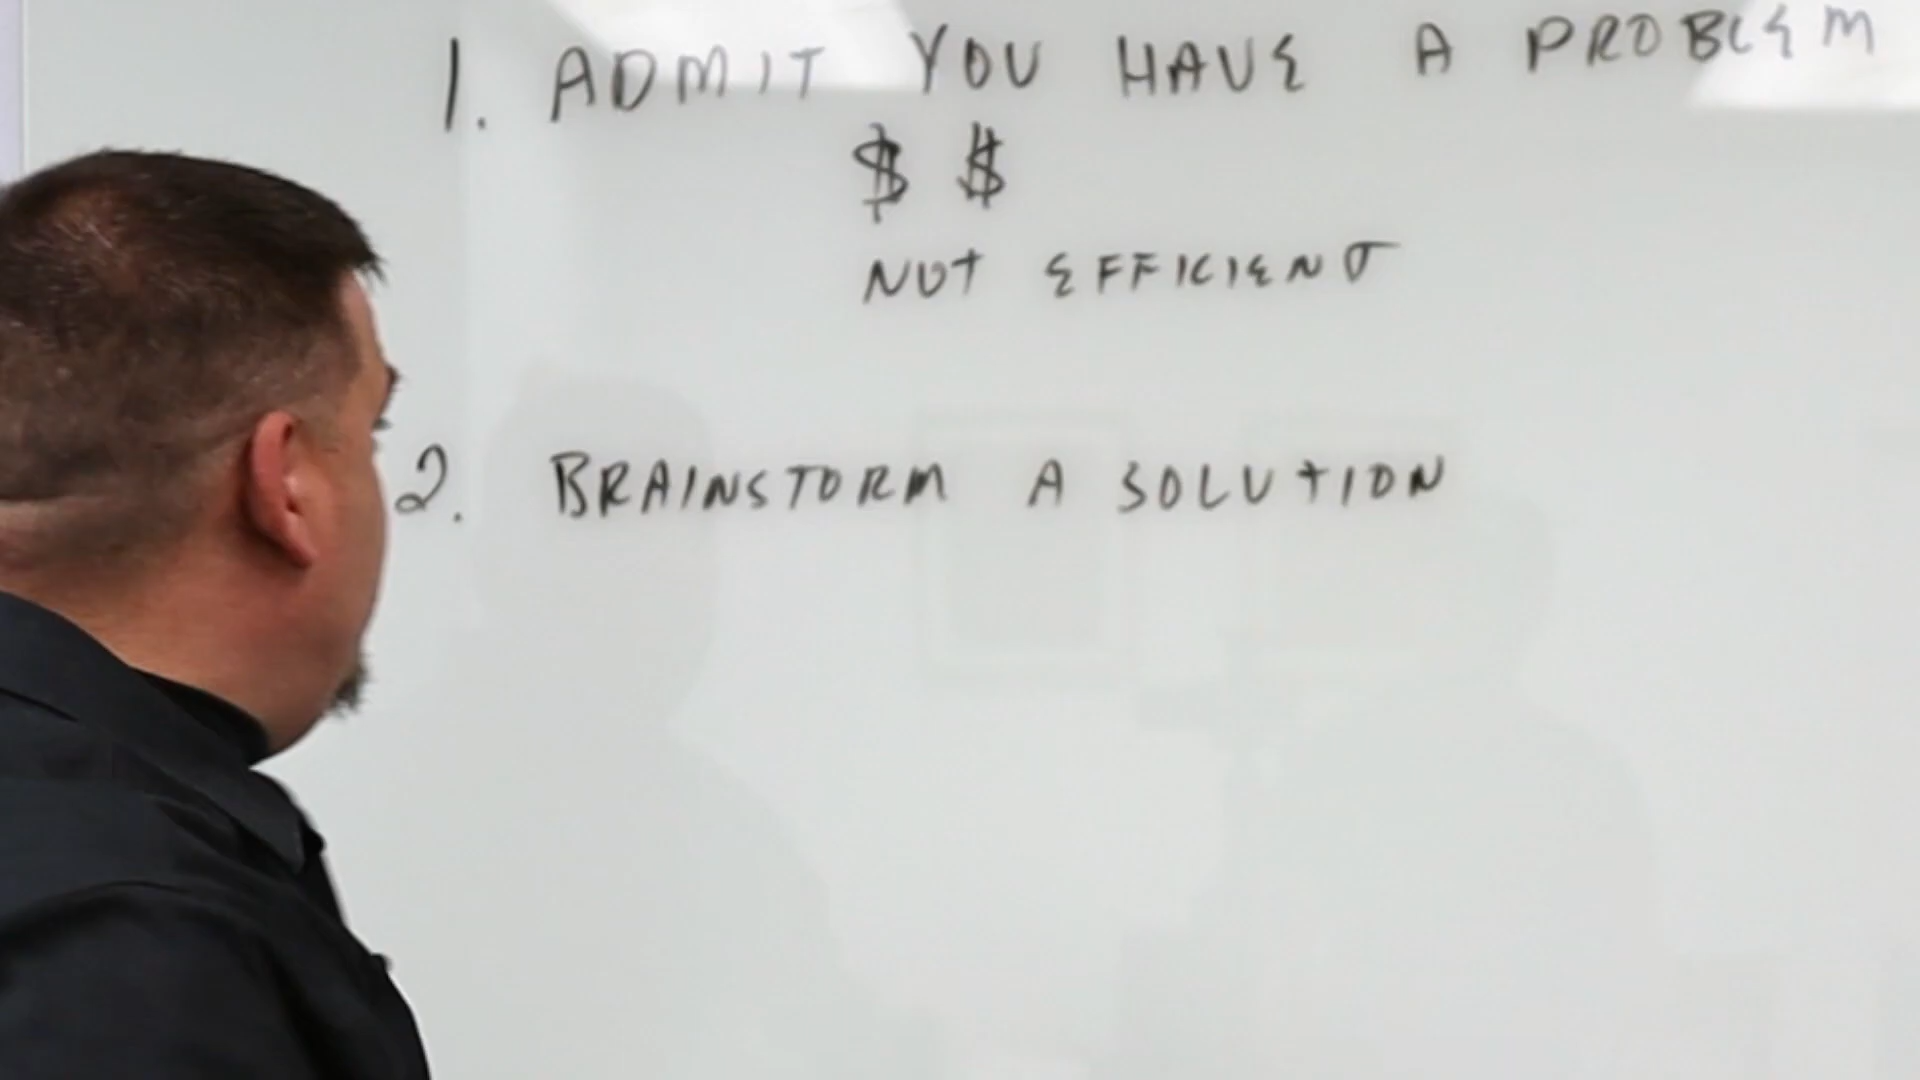 1. ADMIT YOU HAVE A PROBLEM
$ $
NOT EFFICIENT
2. BRAINSTORM A SOLUTION